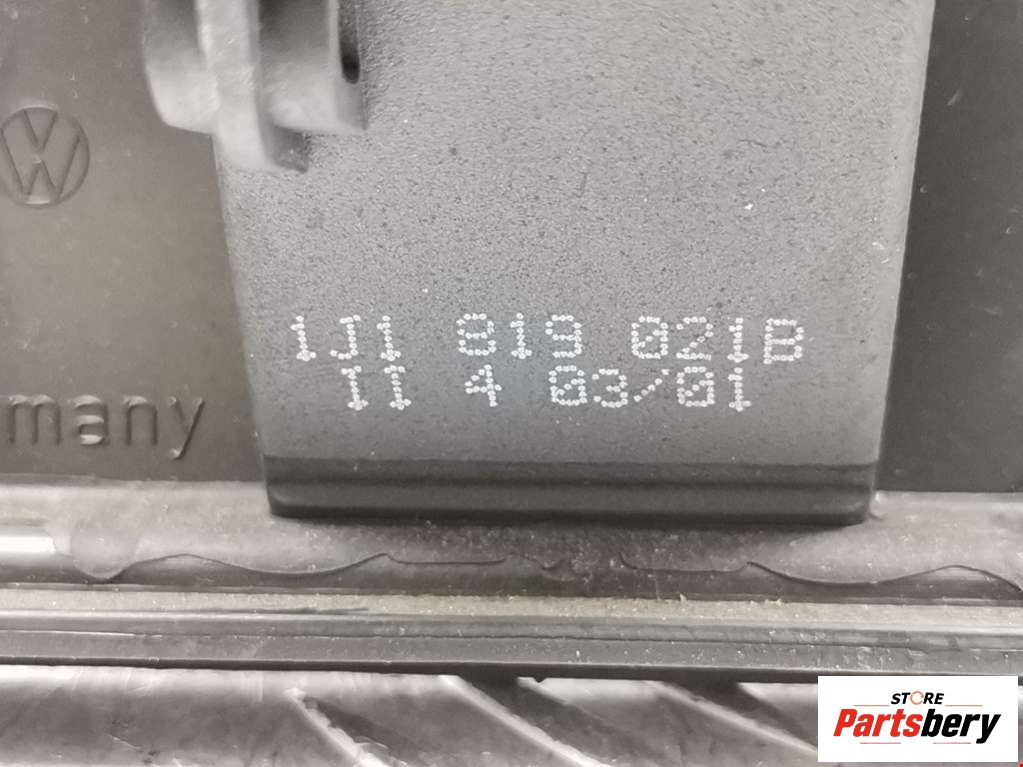 1J1 819 021B
II 4 03/01
many
STORE
Partsbery